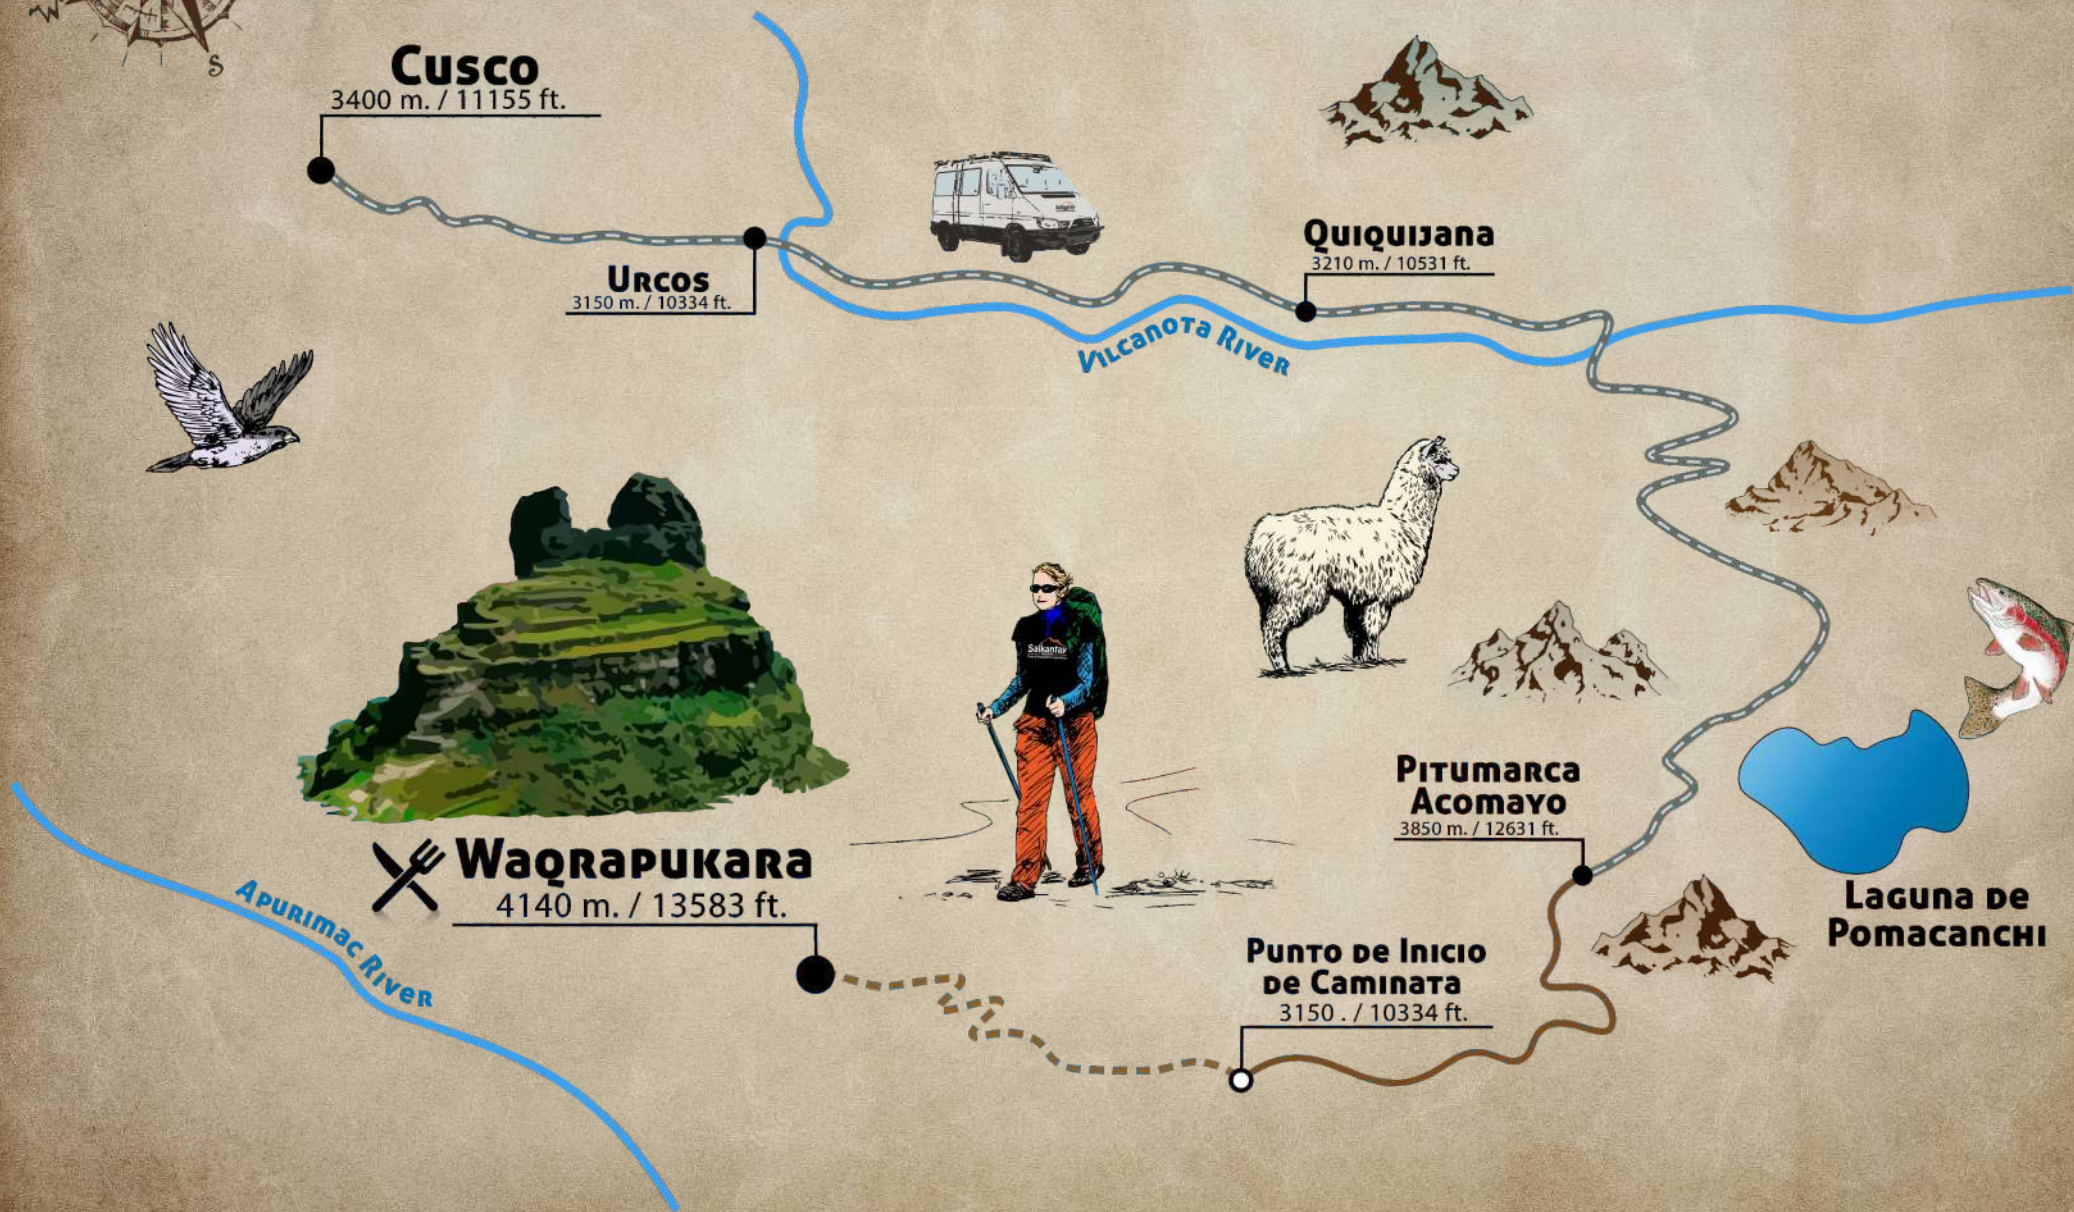 W
S
Cusco
3400 m. / 11155 ft.
Urcos
3150 m. / 10334 ft.
Quiquijana
3210 m. / 10531 ft.
Vilcanota River
Salkantay
Pitumarca
Acomayo
3850 m. / 12631 ft.
Waqrapukara
4140 m. / 13583 ft.
Apurimac River
Laguna de
Pomacanchi
Punto de Inicio
de Caminata
3150 . / 10334 ft.